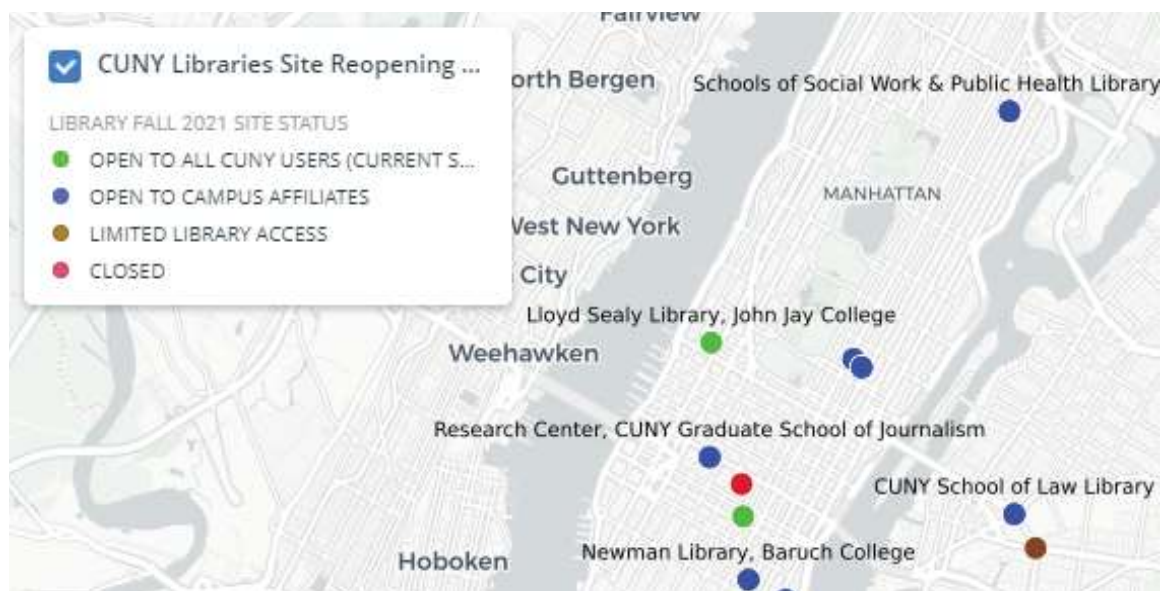 Fairview
CUNY Libraries Site Reopening ...
orth Bergen
Schools of Social Work & Public Health Library
LIBRARY FALL 2021 SITE STATUS
OPEN TO ALL CUNY USERS (CURRENT S...
Guttenberg
OPEN TO CAMPUS AFFILIATES
MANHATTAN
West New York
LIMITED LIBRARY ACCESS
CLOSED
City
Lloyd Sealy Library, John Jay College
Weehawken
Research Center, CUNY Graduate School of Journalism
CUNY School of Law Library
Newman Library, Baruch College
Hoboken